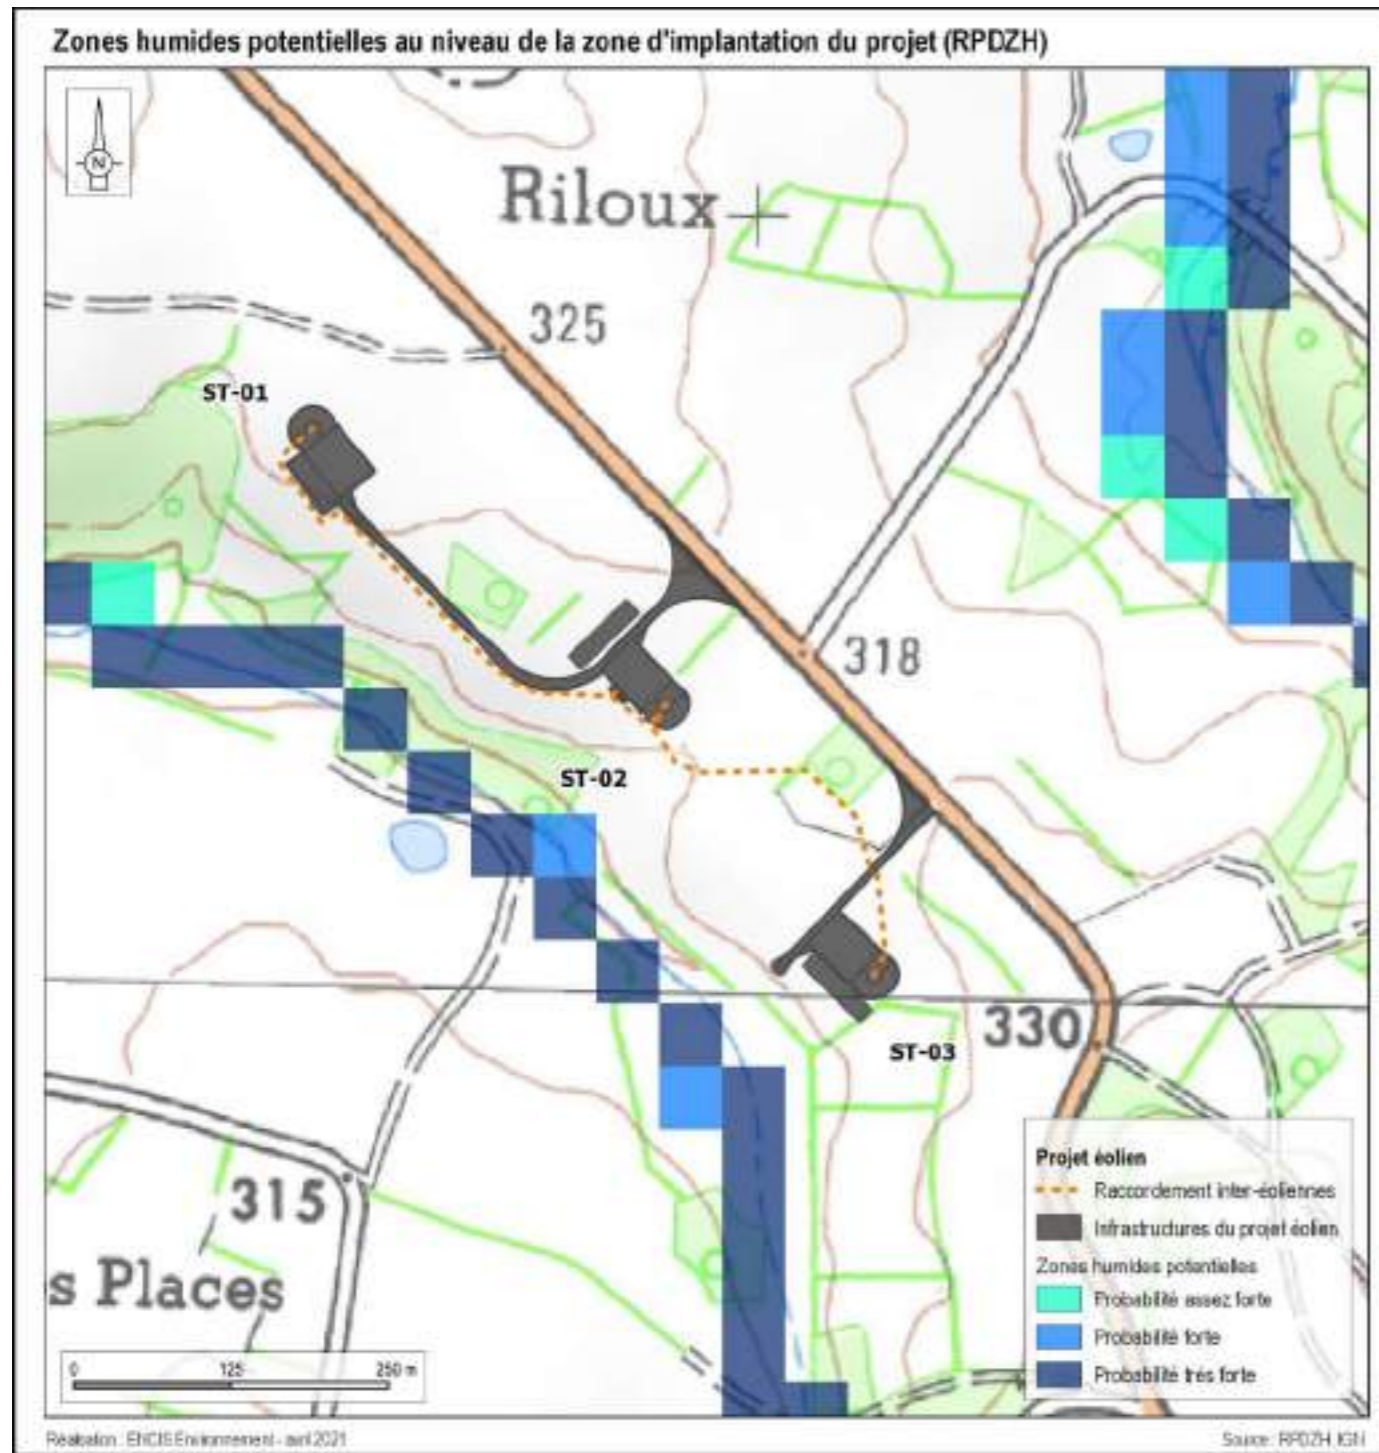 Zones humides potentielles au niveau de la zone d'implantation du projet (RPDZH)
N
Riloux
325
ST-01
318
ST-02
330
ST-03
315
s Places
Projet éolien
Raccordement inter-éoliennes
Infrastructures du projet éolien
Zones humides potentielles
Probabilité assez forte
Probabilité forte
Probabilité très forte
0 125 250 m
Réalisation : ENCIS Environnement - avril 2021
Source : RPDZH, IGN